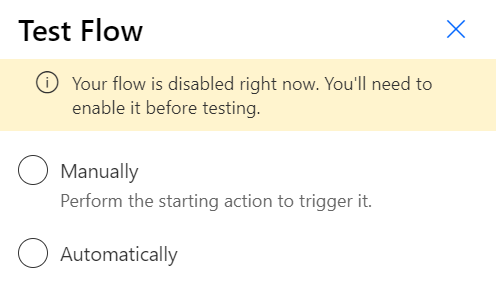 Test Flow
Your flow is disabled right now. You'll need to
enable it before testing.
Manually
Perform the starting action to trigger it.
Automatically